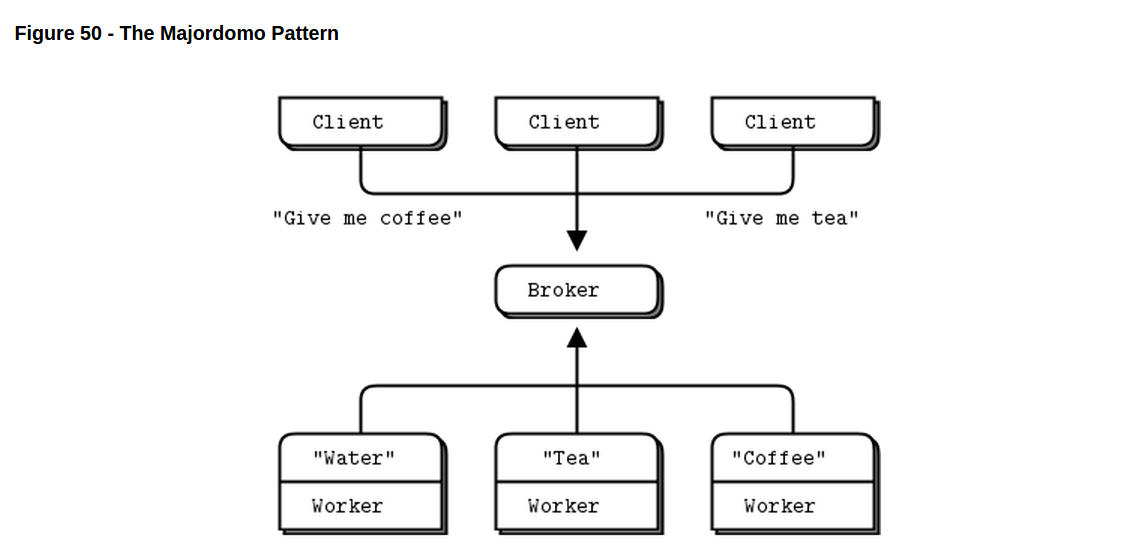 Figure 50 - The Majordomo Pattern
Client Client Client
"Give me coffee" "Give me tea"
Broker
"Water" "Tea" "Coffee"
Worker Worker Worker